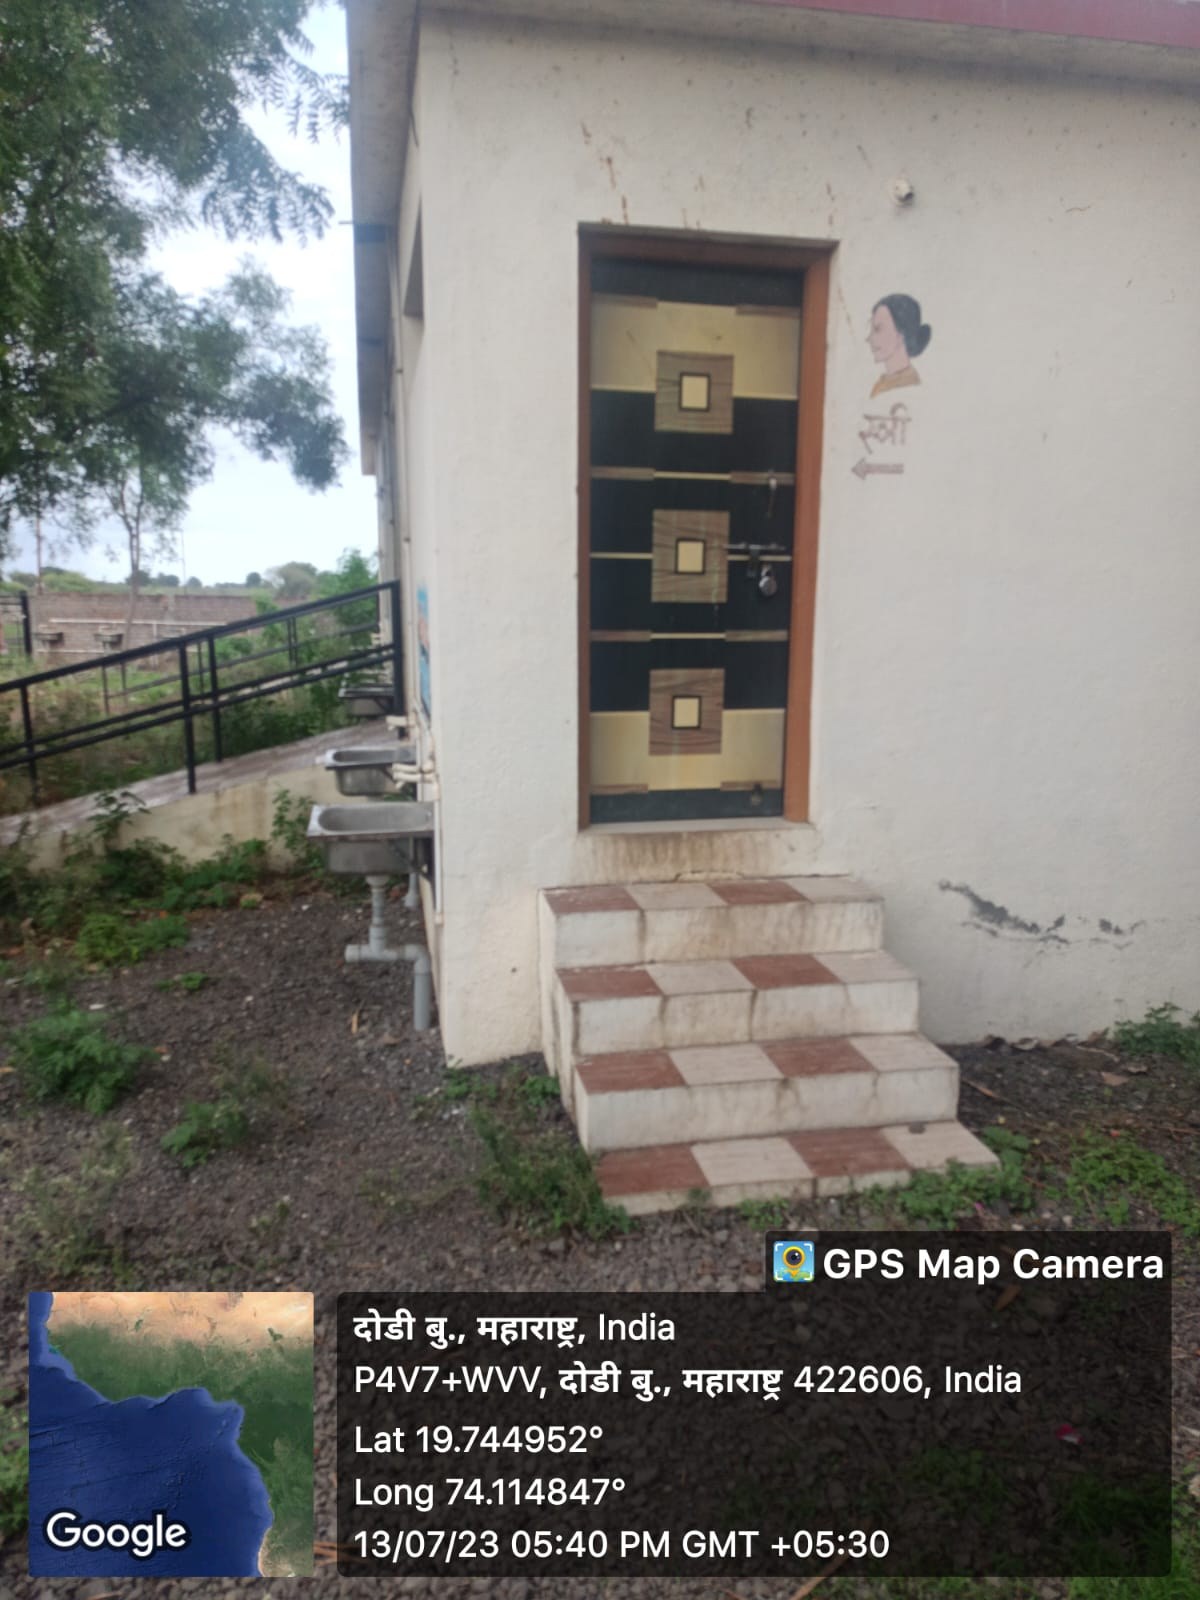 स्त्री
GPS Map Camera
दोडी बु., महाराष्ट्र, India
P4V7+WVV, दोडी बु., महाराष्ट्र 422606, India
Lat 19.744952°
Long 74.114847°
13/07/23 05:40 PM GMT +05:30
Google